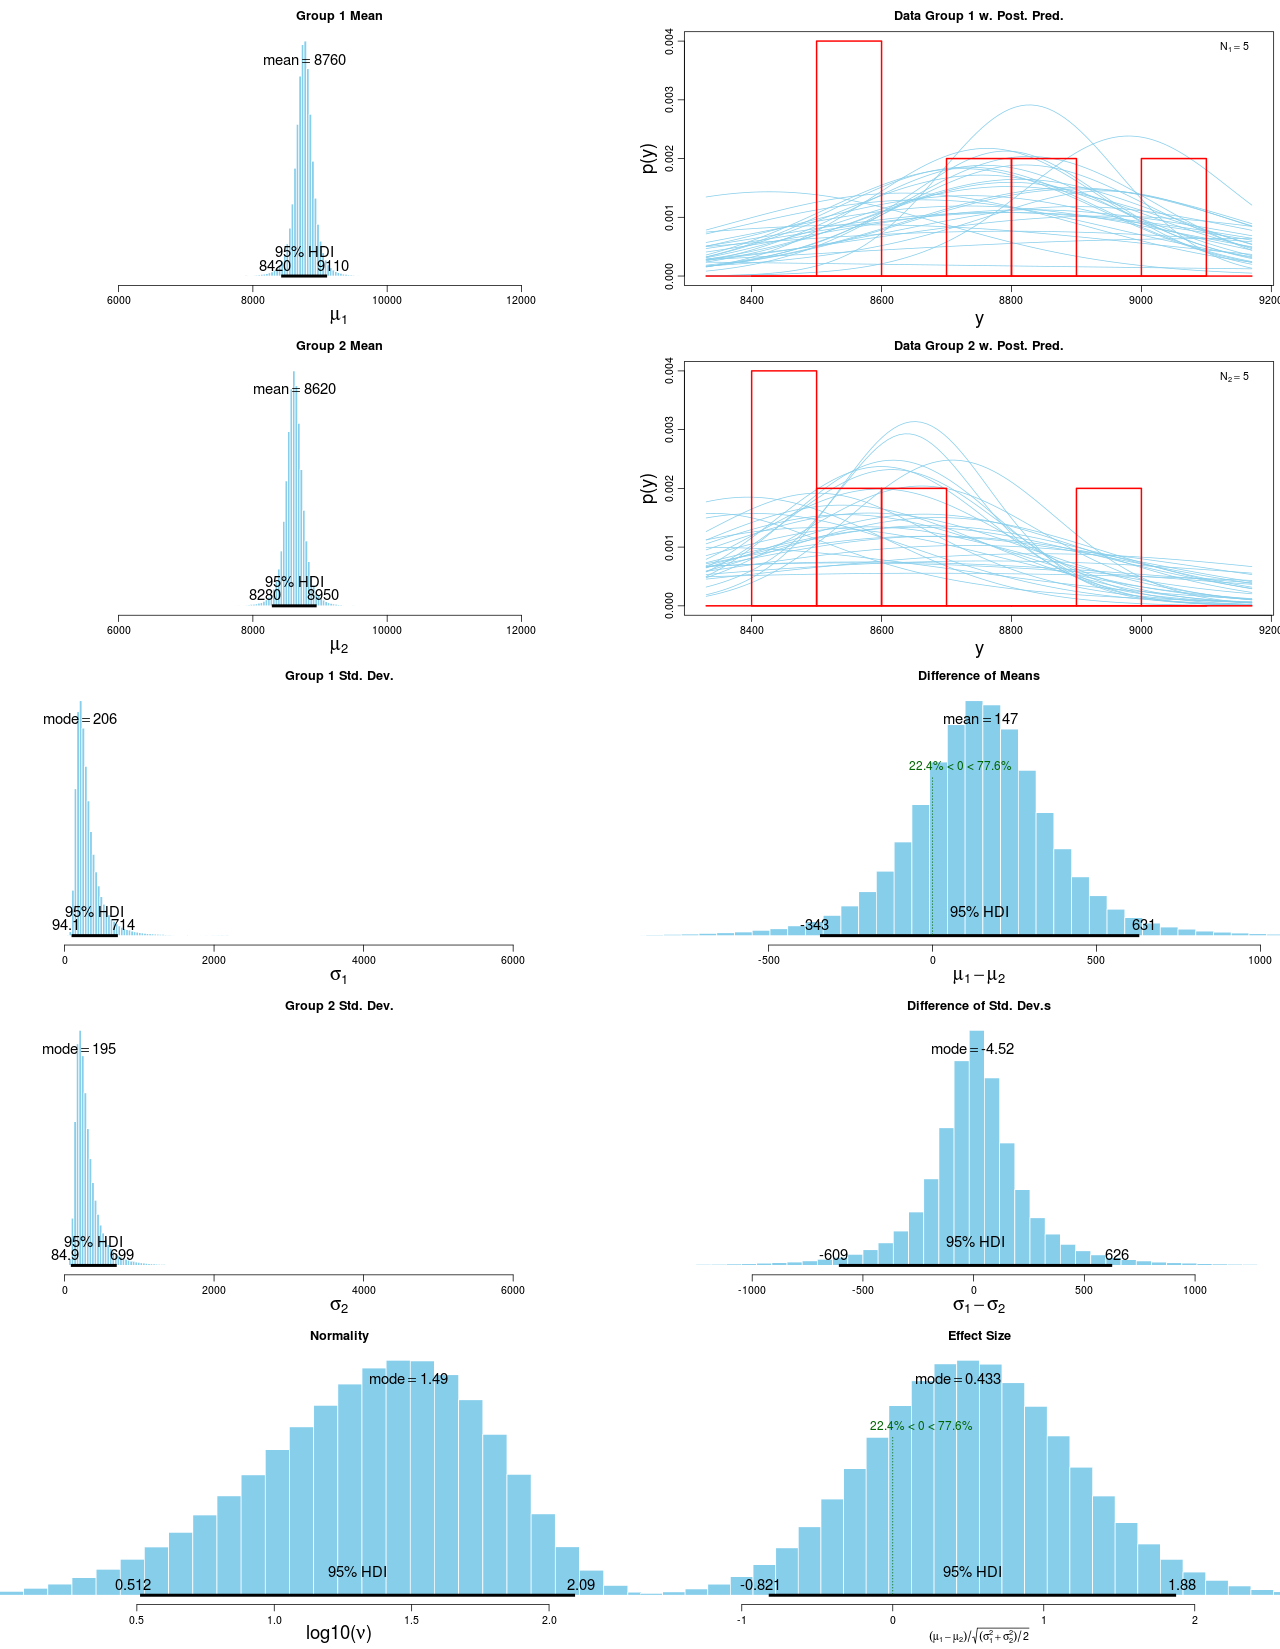 Group 1 Mean
mean = 8760
95% HDI
8420 9110
6000 8000 10000 12000
μ1
Data Group 1 w. Post. Pred.
N1 = 5
0.004
0.003
0.002
0.001
0.000
p(y)
8400 8600 8800 9000 9200
y
Group 2 Mean
mean = 8620
95% HDI
8280 8950
6000 8000 10000 12000
μ2
Data Group 2 w. Post. Pred.
N2 = 5
0.004
0.003
0.002
0.001
0.000
p(y)
8400 8600 8800 9000 9200
y
Group 1 Std. Dev.
mode = 206
95% HDI
94.1 714
0 2000 4000 6000
σ1
Difference of Means
mean = 147
22.4% < 0 < 77.6%
95% HDI
-343 631
-500 0 500 1000
μ1 − μ2
Group 2 Std. Dev.
mode = 195
95% HDI
84.9 699
0 2000 4000 6000
σ2
Difference of Std. Dev.s
mode = -4.52
95% HDI
-609 626
-1000 -500 0 500 1000
σ1 − σ2
Normality
mode = 1.49
95% HDI
0.512 2.09
0.5 1.0 1.5 2.0
log10(ν)
Effect Size
mode = 0.433
22.4% < 0 < 77.6%
95% HDI
-0.821 1.88
-1 0 1 2
(μ1 − μ2)/√(σ1² + σ2²)/2